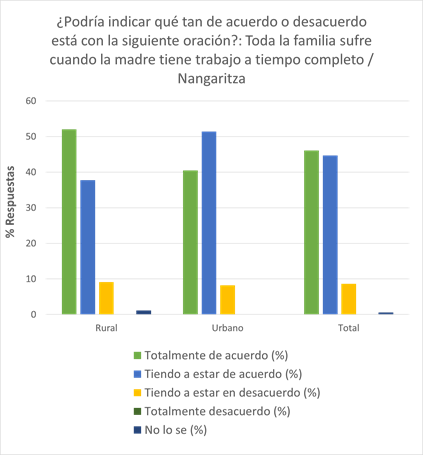 ¿Podría indicar qué tan de acuerdo o desacuerdo
está con la siguiente oración?: Toda la familia sufre
cuando la madre tiene trabajo a tiempo completo /
Nangaritza
% Respuestas
60
50
40
30
20
10
0
Rural
Urbano
Total
Totalmente de acuerdo (%)
Tiendo a estar de acuerdo (%)
Tiendo a estar en desacuerdo (%)
Totalmente desacuerdo (%)
No lo se (%)